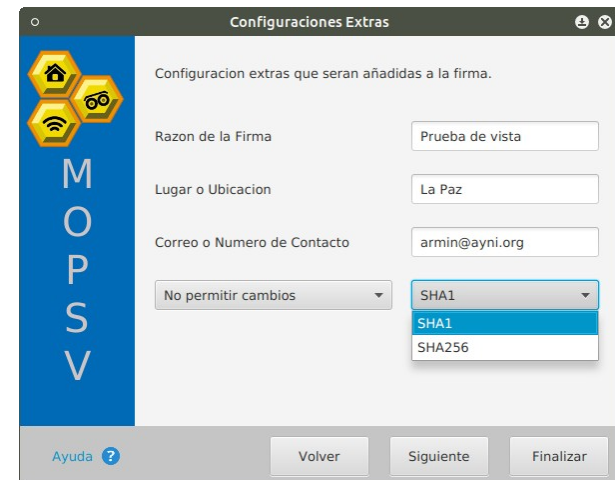 Configuraciones Extras
Configuracion extras que seran añadidas a la firma.
Razon de la Firma
Prueba de vista
Lugar o Ubicacion
La Paz
Correo o Numero de Contacto
armin@ayni.org
No permitir cambios
SHA1
SHA1
SHA256
M
O
P
S
V
Ayuda ?
Volver
Siguiente
Finalizar